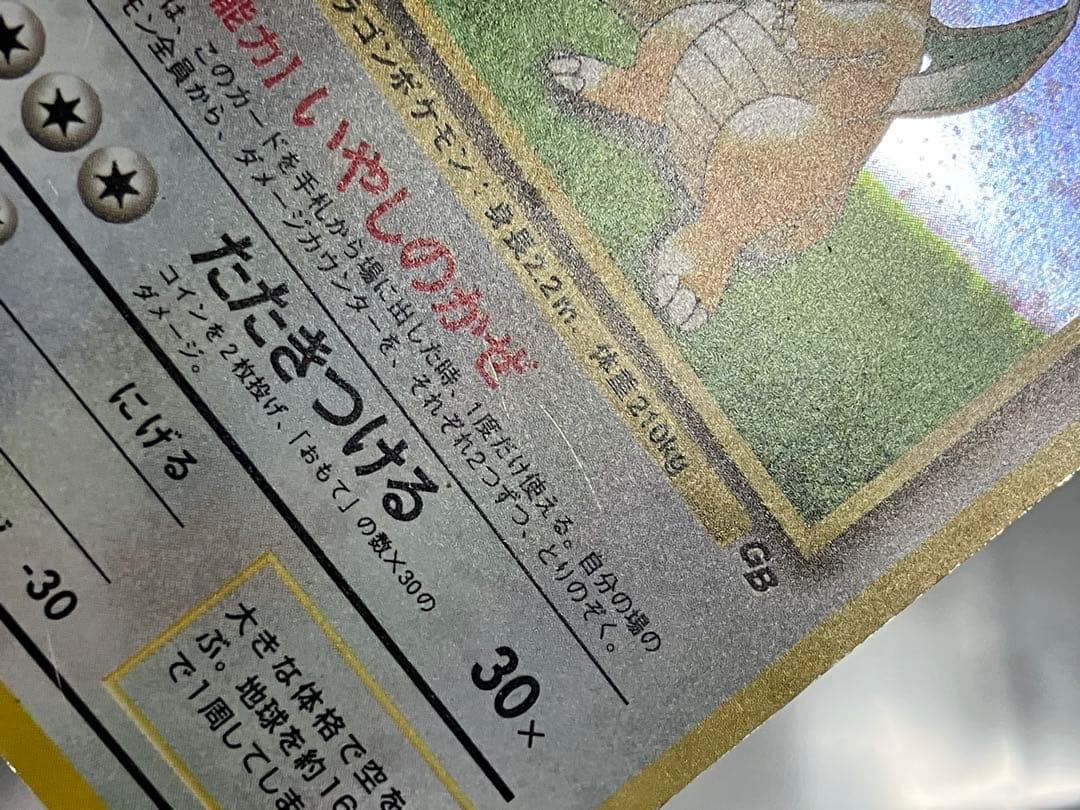 ラゴンポケモン：身長2.2m、体重210kg
GB
能力】いやしのかぜ
は、このカードを手札から場に出した時、1度だけ使える。自分の場の
モン全員から、ダメージカウンターを、それぞれ2つずつ、とりのぞく。
たたきつける 30×
コインを2枚投げ、「おもて」の数×30の
ダメージ。
にげる
-30
大きな体格で空を
ぶ。地球を約16
で1周してしま